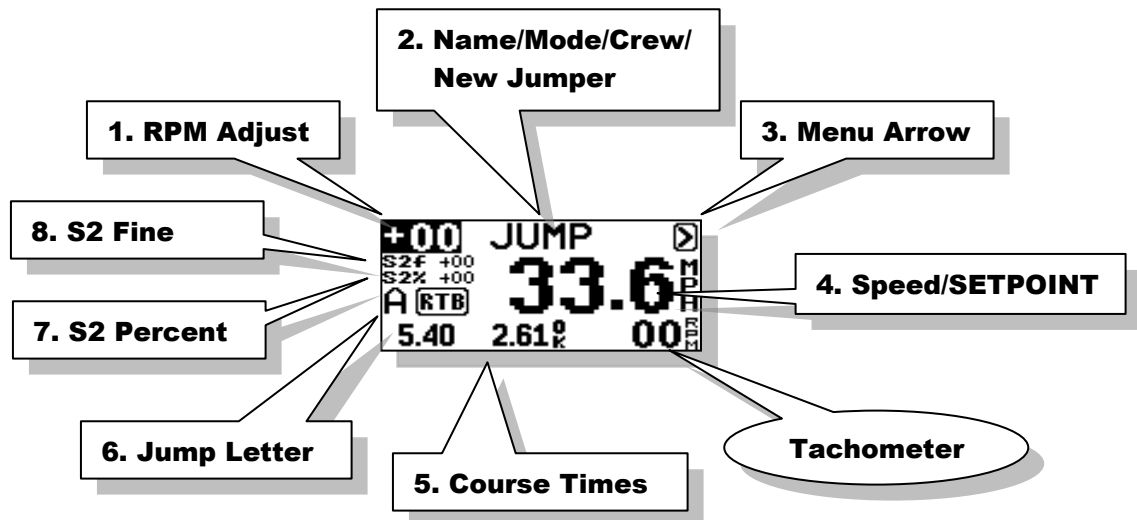 2. Name/Mode/Crew/
New Jumper
1. RPM Adjust
3. Menu Arrow
8. S2 Fine
7. S2 Percent
+00 JUMP >
S2f +00
S2% +00
33.6 MPH
A RTB
5.40 2.61 OK 00 RPM
4. Speed/SETPOINT
6. Jump Letter
5. Course Times
Tachometer